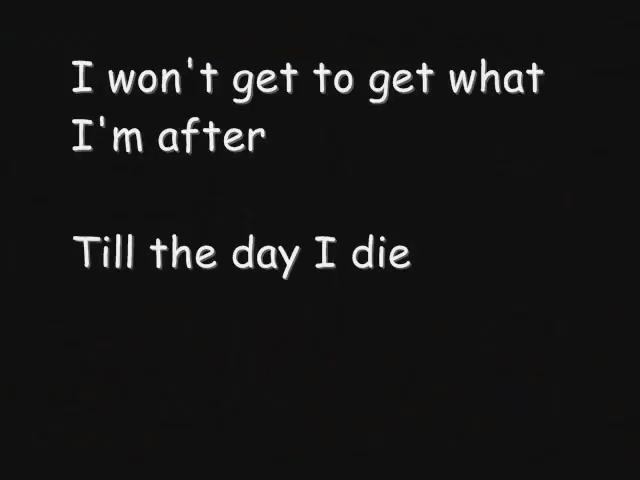 I won't get to get what
I'm after
Till the day I die